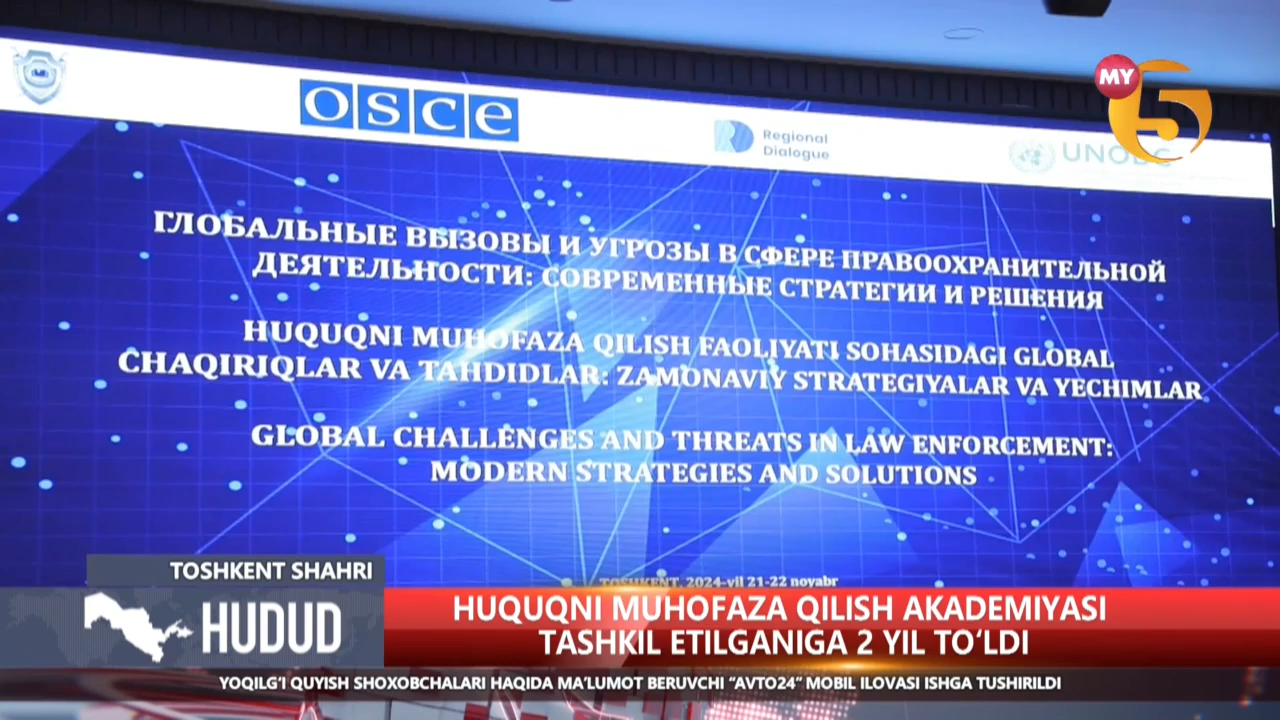 MY
5
osce
Regional
Dialogue
UNODC
ГЛОБАЛЬНЫЕ ВЫЗОВЫ И УГРОЗЫ В СФЕРЕ ПРАВООХРАНИТЕЛЬНОЙ
ДЕЯТЕЛЬНОСТИ: СОВРЕМЕННЫЕ СТРАТЕГИИ И РЕШЕНИЯ
HUQUQNI MUHOFAZA QILISH FAOLIYATI SOHASIDAGI GLOBAL
CHAQIRIQLAR VA TAHDIDLAR: ZAMONAVIY STRATEGIYALAR VA YECHIMLAR
GLOBAL CHALLENGES AND THREATS IN LAW ENFORCEMENT:
MODERN STRATEGIES AND SOLUTIONS
TOSHKENT, 2024-yil 21-22 noyabr
TOSHKENT SHAHRI
HUDUD
HUQUQNI MUHOFAZA QILISH AKADEMIYASI
TASHKIL ETILGANIGA 2 YIL TO‘LDI
YOQILG‘I QUYISH SHOXOBCHALARI HAQIDA MA’LUMOT BERUVCHI “AVTO24” MOBIL ILOVASI ISHGA TUSHIRILDI